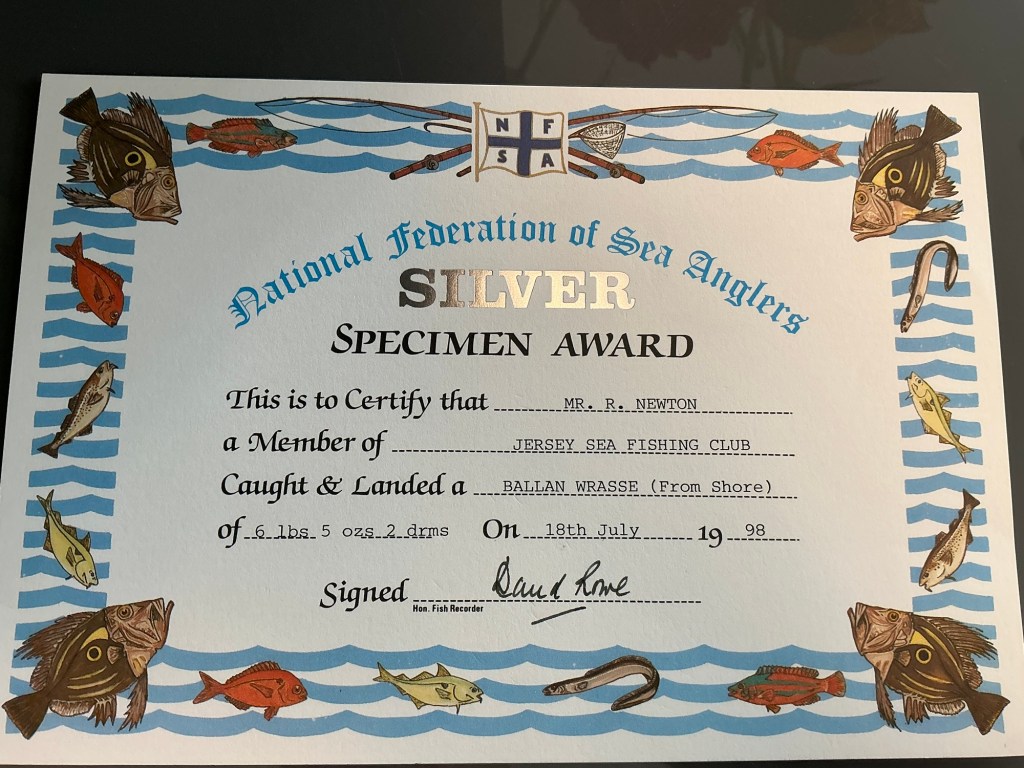 N F
S A
National Federation of Sea Anglers
SILVER
SPECIMEN AWARD
This is to Certify that MR. R. NEWTON
a Member of JERSEY SEA FISHING CLUB
Caught & Landed a BALLAN WRASSE (From Shore)
of 6 lbs 5 ozs 2 drms On 18th July 19 98
Signed David Rowe
Hon. Fish Recorder